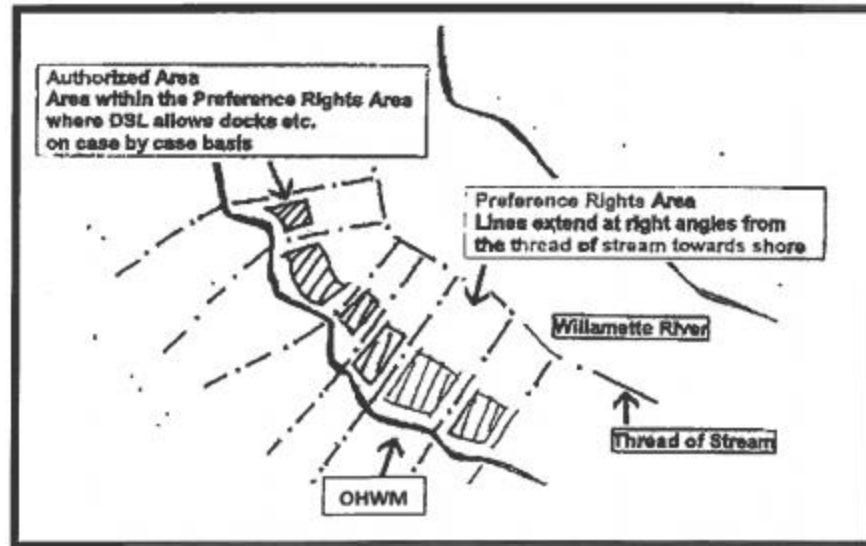 Authorized Area
Area within the Preference Rights Area
where DSL allows docks etc.
on case by case basis
Preference Rights Area
Lines extend at right angles from
the thread of stream towards shore
Willamette River
Thread of Stream
OHWM